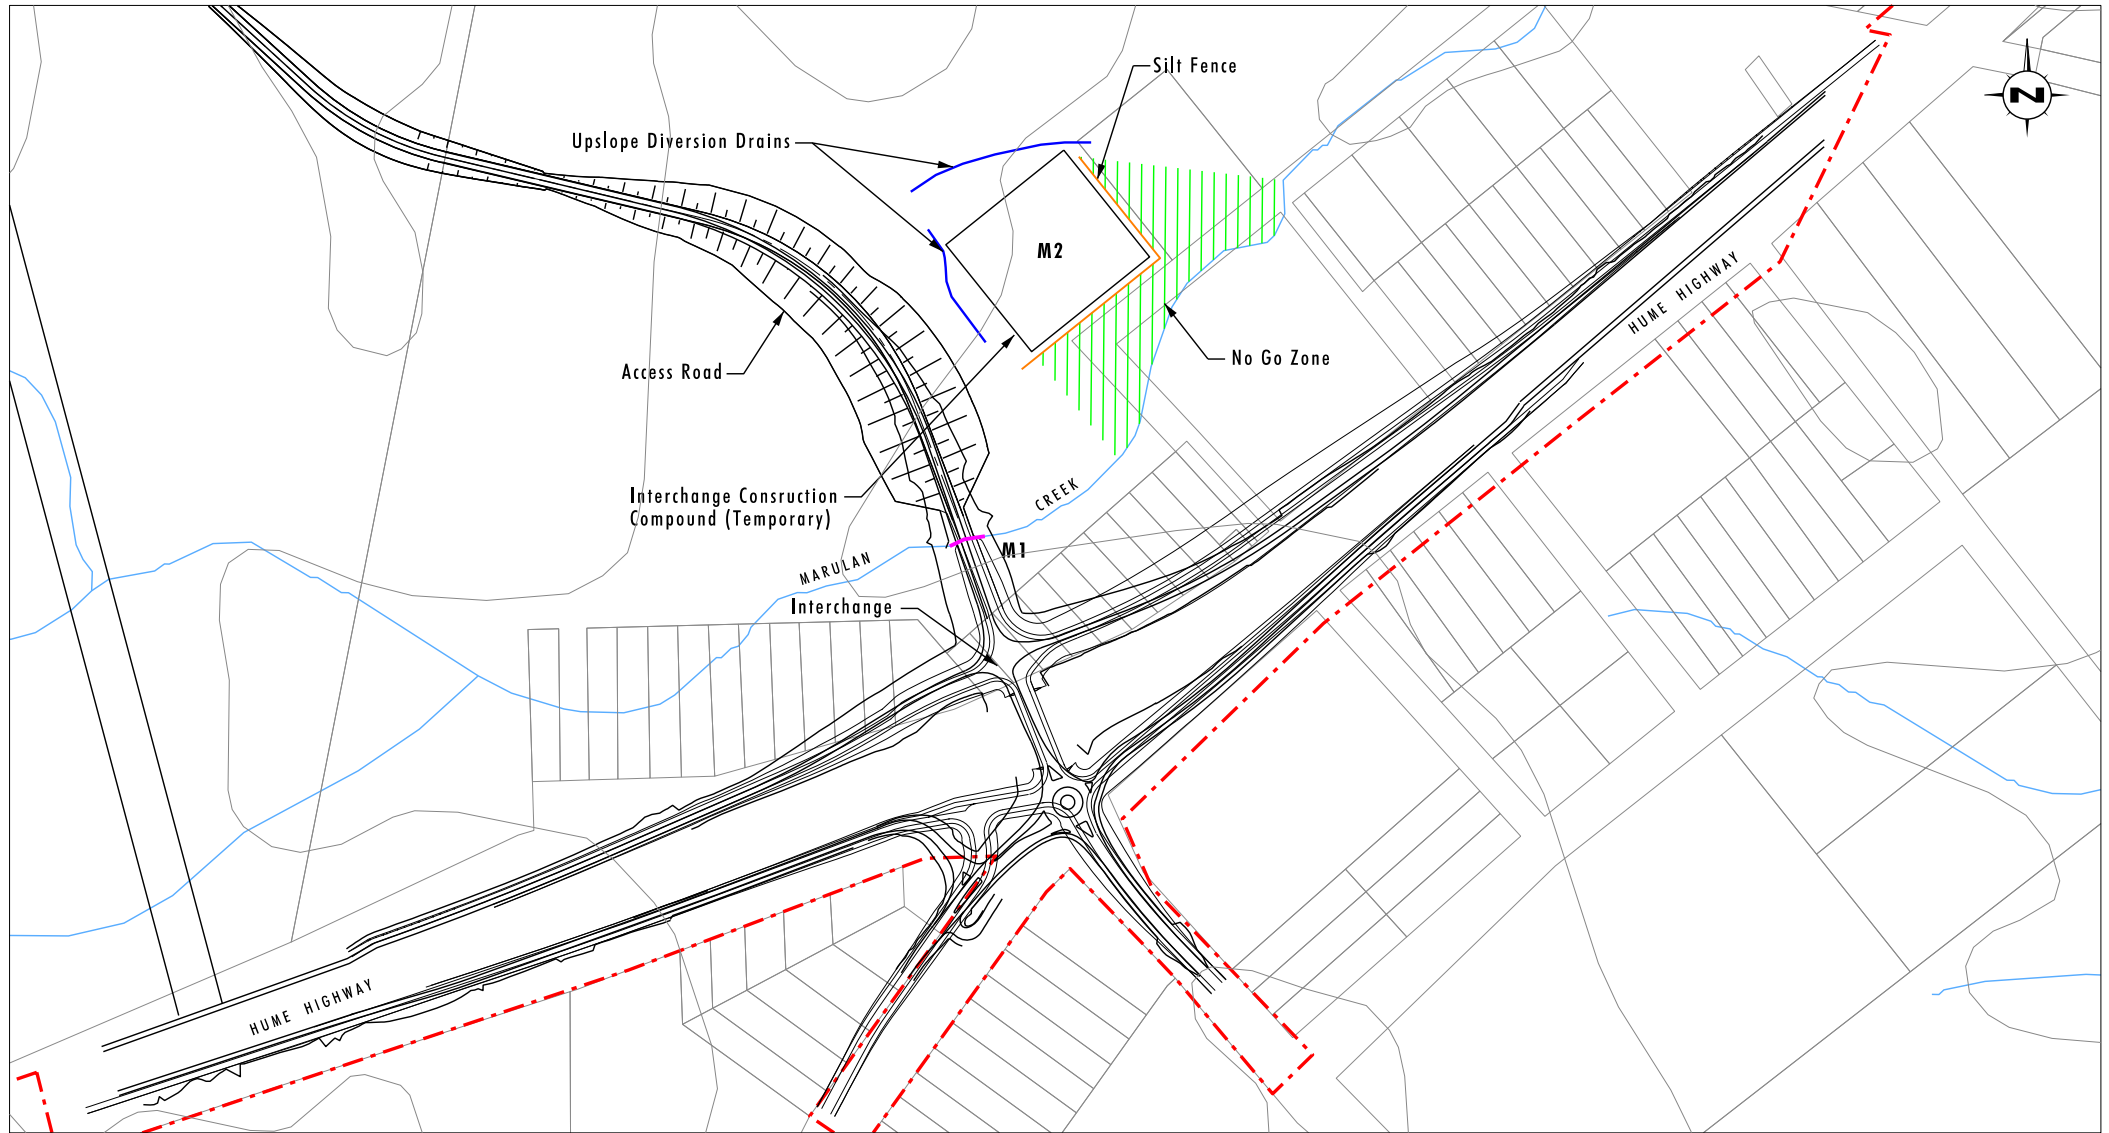 Silt Fence
N
Upslope Diversion Drains
M2
HUME HIGHWAY
No Go Zone
Access Road
Interchange Consruction
Compound (Temporary)
CREEK
M1
MARULAN
Interchange
HUME HIGHWAY